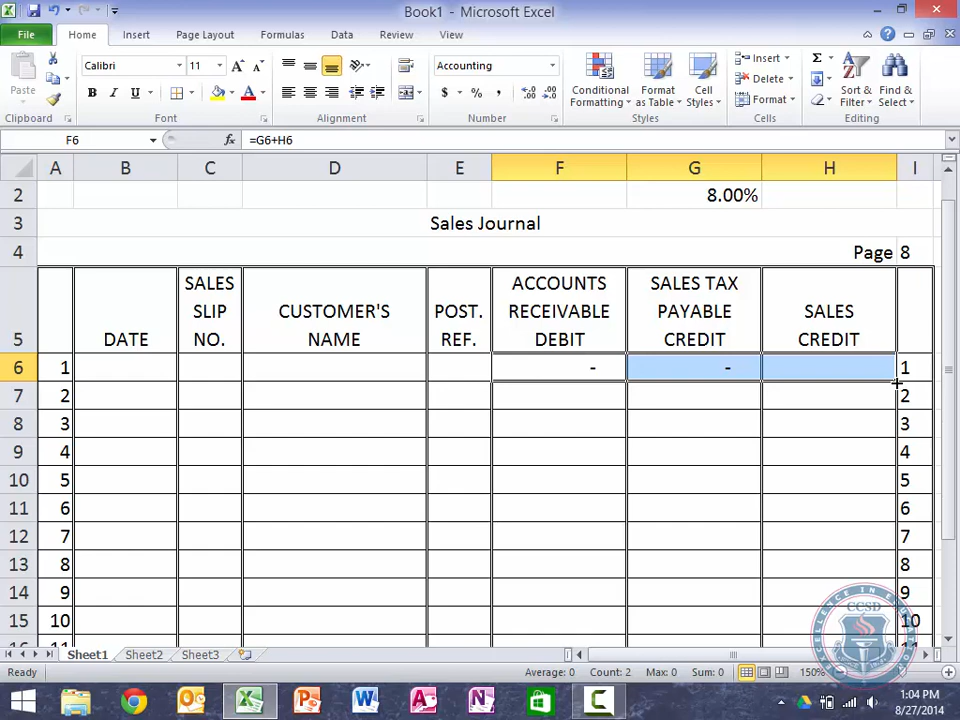 Book1 - Microsoft Excel
File Home Insert Page Layout Formulas Data Review View
Calibri 11 Accounting Insert Σ
Paste B I U A $ % , .00 Conditional Formatting Format as Table Cell Styles Delete Format Sort & Filter Find & Select
Clipboard Font Alignment Number Styles Cells Editing
F6 fx =G6+H6
A B C D E F G H I
2 8.00%
3 Sales Journal
4 Page 8
SALES ACCOUNTS SALES TAX
SLIP CUSTOMER'S POST. RECEIVABLE PAYABLE SALES
5 DATE NO. NAME REF. DEBIT CREDIT CREDIT
6 1 - - 1
7 2 2
8 3 3
9 4 4
10 5 5
11 6 6
12 7 7
13 8 8
14 9 9
15 10 10
CCSD
Sheet1 Sheet2 Sheet3
Ready Average: 0 Count: 2 Max: 0 Sum: 0 150%
1:04 PM
8/27/2014